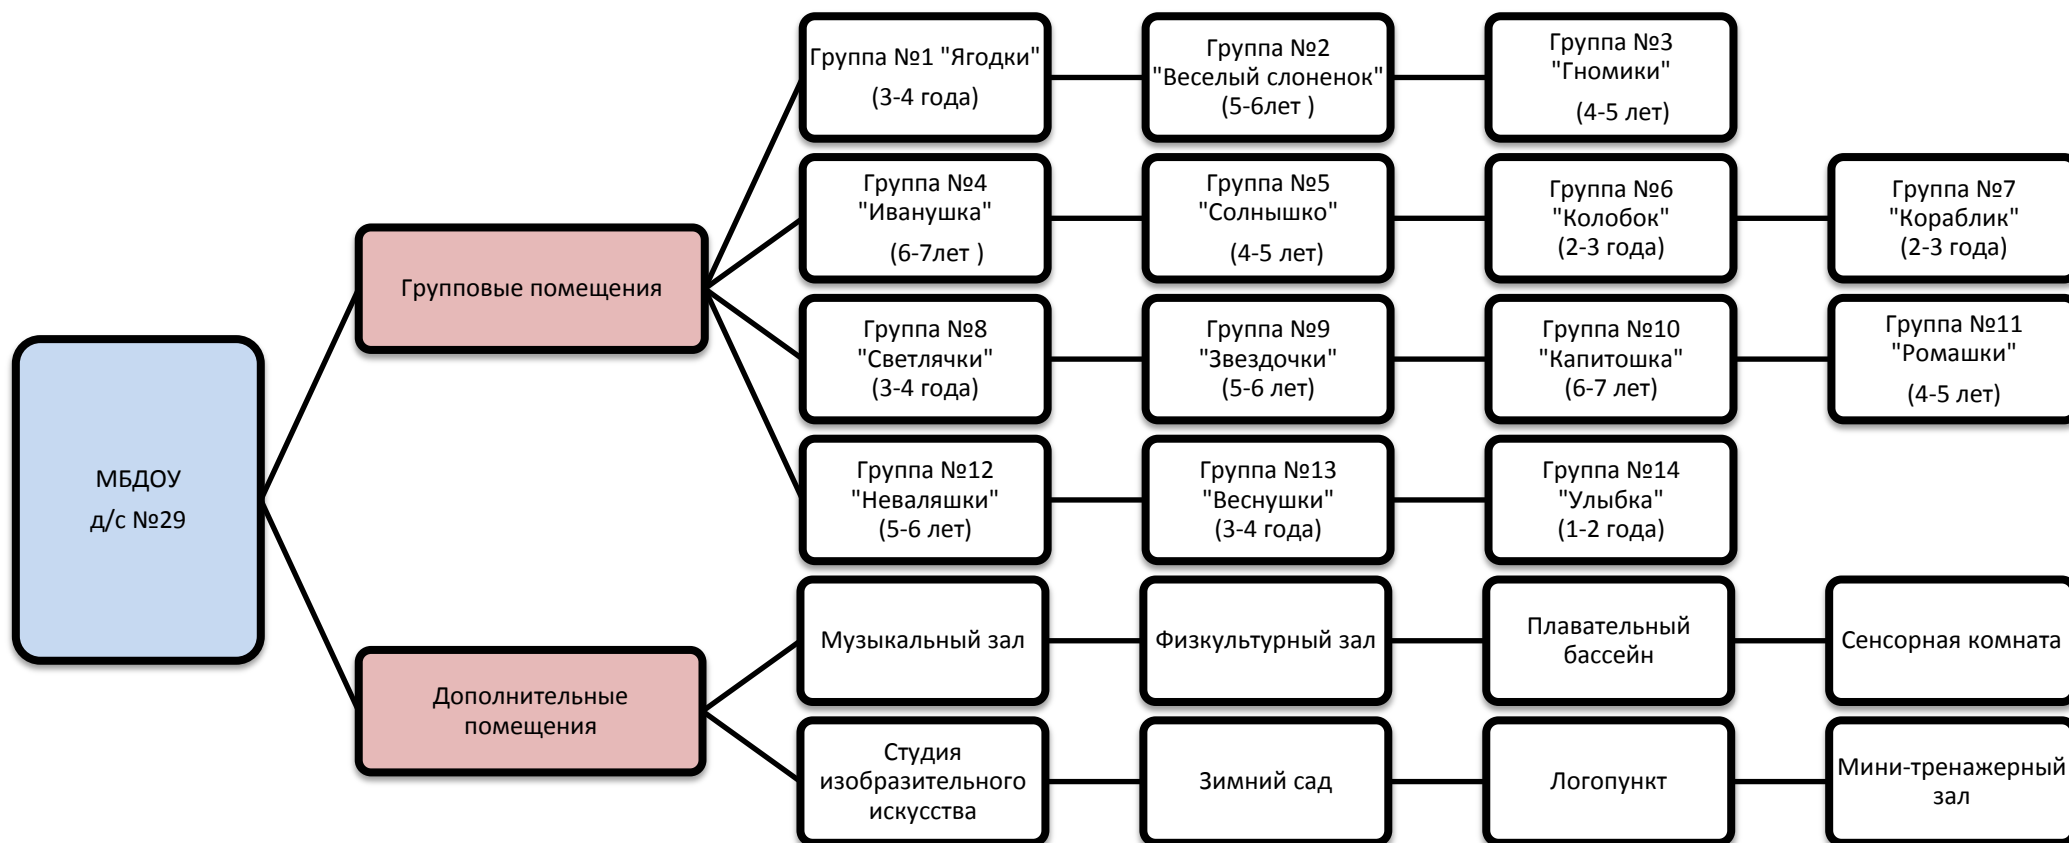 Группа №1 "Ягодки"
(3-4 года)
Группа №2
"Веселый слоненок"
(5-6лет )
Группа №3
"Гномики"
(4-5 лет)
Группа №4
"Иванушка"
(6-7лет )
Группа №5
"Солнышко"
(4-5 лет)
Группа №6
"Колобок"
(2-3 года)
Группа №7
"Кораблик"
(2-3 года)
Групповые помещения
Группа №8
"Светлячки"
(3-4 года)
Группа №9
"Звездочки"
(5-6 лет)
Группа №10
"Капитошка"
(6-7 лет)
Группа №11
"Ромашки"
(4-5 лет)
МБДОУ
д/с №29
Группа №12
"Неваляшки"
(5-6 лет)
Группа №13
"Веснушки"
(3-4 года)
Группа №14
"Улыбка"
(1-2 года)
Музыкальный зал
Физкультурный зал
Плавательный
бассейн
Сенсорная комната
Дополнительные
помещения
Студия
изобразительного
искусства
Зимний сад
Логопункт
Мини-тренажерный
зал